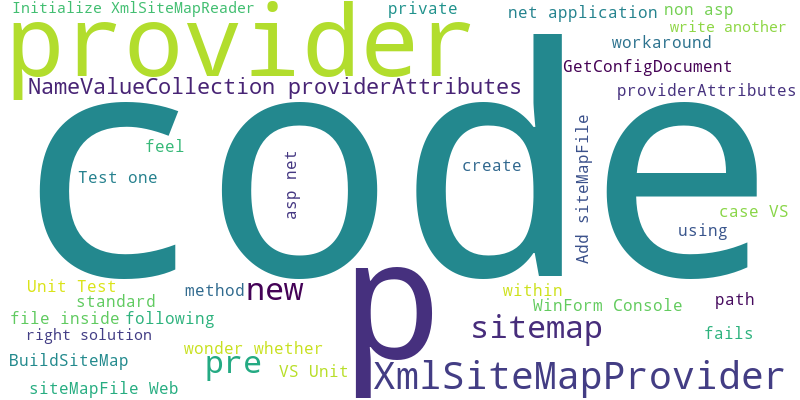 Initialize XmlSiteMapReader
private
net application
non asp
write another
provider
workaround
GetConfigDocument
NameValueCollection providerAttributes
providerAttributes
code
feel
Test one
asp net
create
Add siteMapFile
case VS
using
Unit Test
standard
method
new
p
within
WinForm Console
path
file inside
following
sitemap
fails
right solution
wonder whether
BuildSiteMap
pre
VS Unit
XmlSiteMapProvider
siteMapFile Web